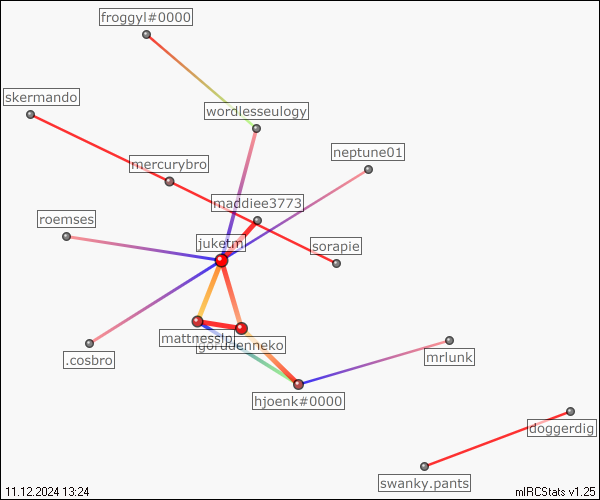 froggyl#0000
skermando
wordlesseulogy
neptune01
mercurybro
maddiee3773
roemses
juketm
sorapie
mattnesslp
gorddenneko
.cosbro
mrlunk
hjoenk#0000
doggerdig
swanky.pants
11.12.2024 13:24
mIRCStats v1.25